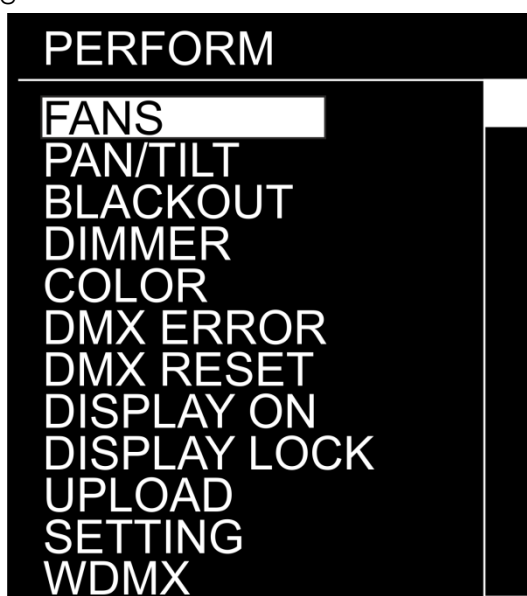 PERFORM
FANS
PAN/TILT
BLACKOUT
DIMMER
COLOR
DMX ERROR
DMX RESET
DISPLAY ON
DISPLAY LOCK
UPLOAD
SETTING
WDMX